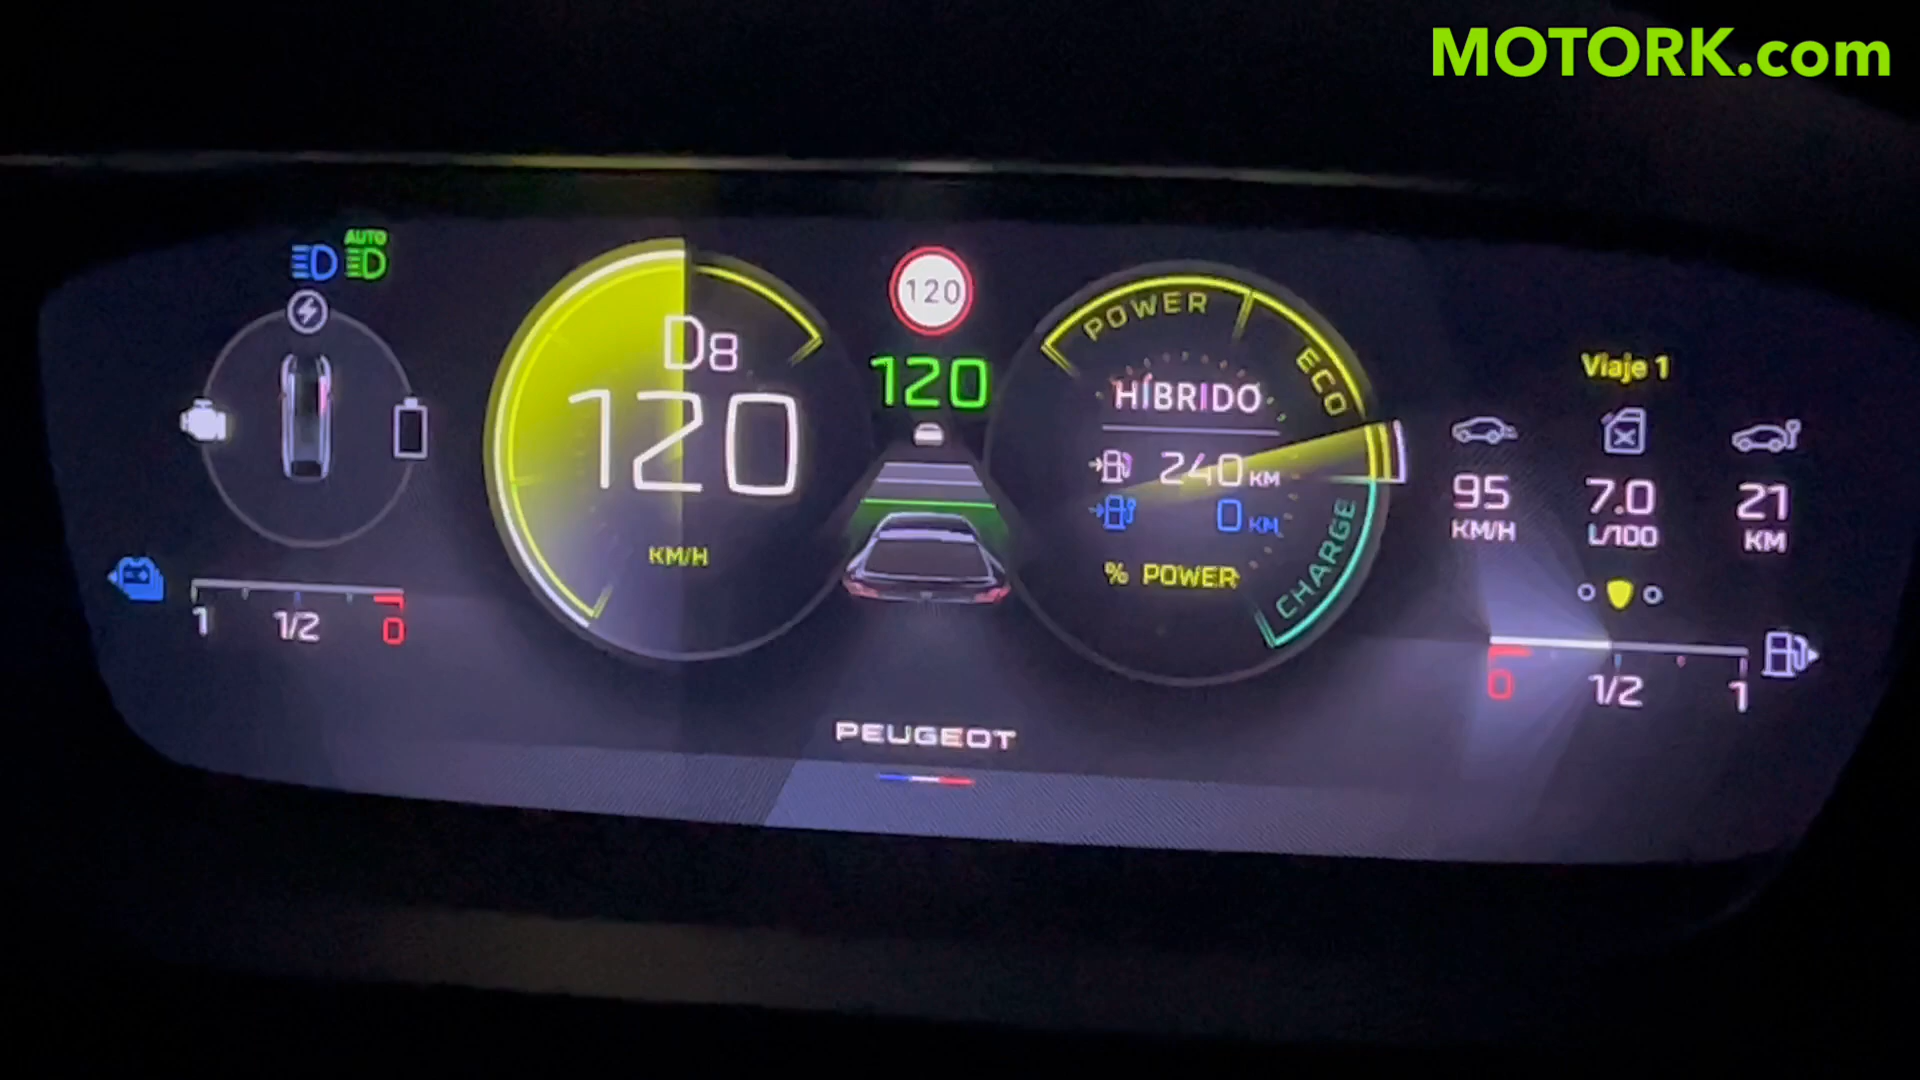 MOTORK.com
AUTO
1 1/2 0
D8
120
KM/H
120
120
POWER
ECO
CHARGE
HÍBRIDO
240 KM
0 KM
% POWER
Viaje 1
95
KM/H
7.0
L/100
21
KM
0 1/2 1
PEUGEOT